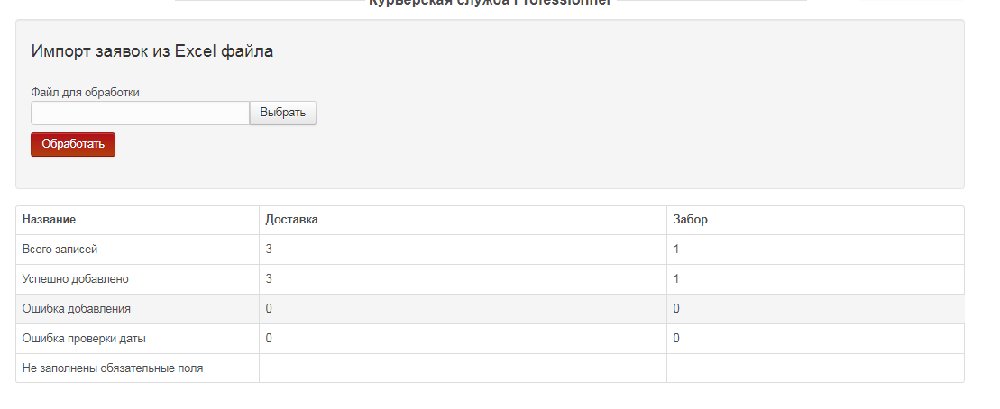 Курьерская служба Professionnel
Импорт заявок из Excel файла
Файл для обработки
Выбрать
Обработать
Название Доставка Забор
Всего записей 3 1
Успешно добавлено 3 1
Ошибка добавления 0 0
Ошибка проверки даты 0 0
Не заполнены обязательные поля